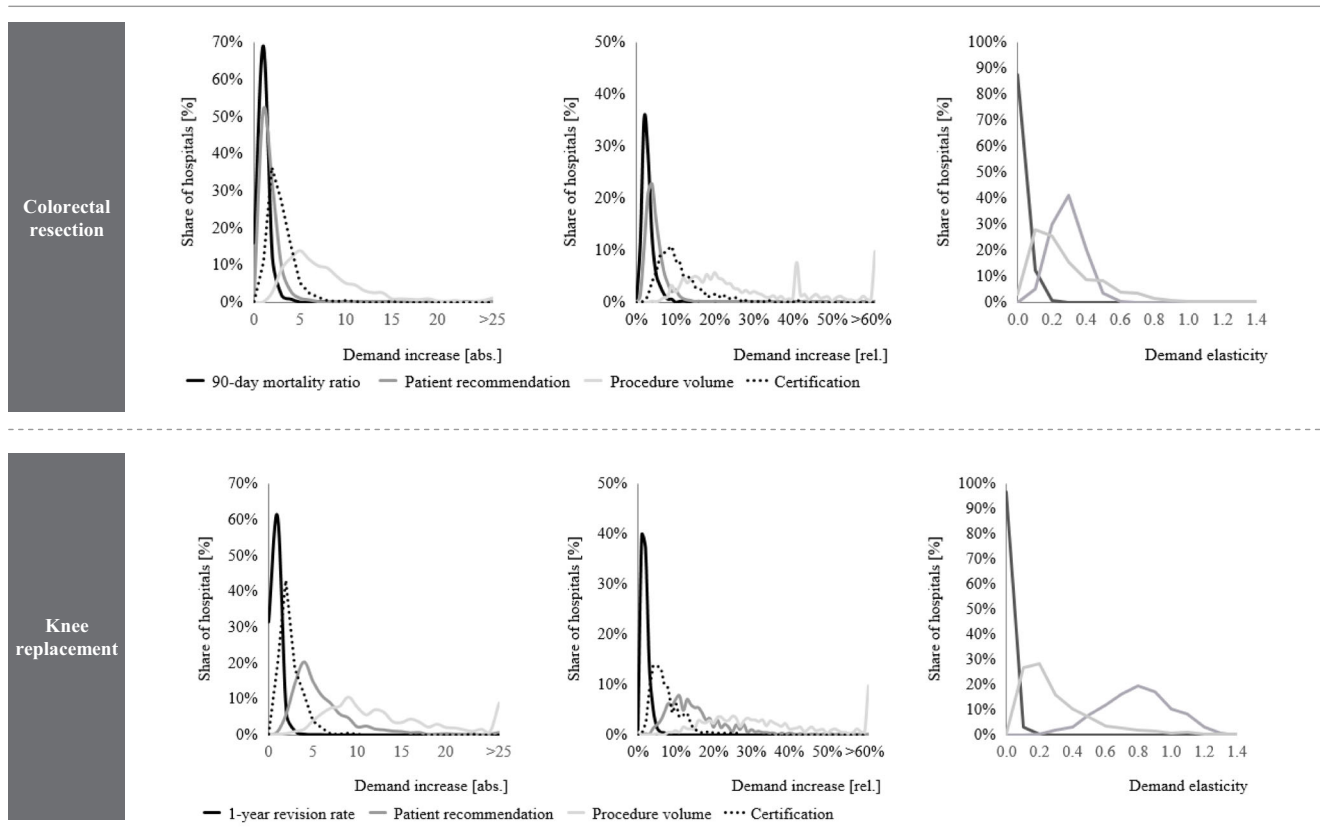 Colorectal
resection
Share of hospitals [%]
70%
60%
50%
40%
30%
20%
10%
0%
0 5 10 15 20 >25
Demand increase [abs.]
Share of hospitals [%]
50%
40%
30%
20%
10%
0%
0% 10% 20% 30% 40% 50% >60%
Demand increase [rel.]
Share of hospitals [%]
100%
90%
80%
70%
60%
50%
40%
30%
20%
10%
0%
0.0 0.2 0.4 0.6 0.8 1.0 1.2 1.4
Demand elasticity
90-day mortality ratio Patient recommendation Procedure volume Certification
Knee
replacement
Share of hospitals [%]
70%
60%
50%
40%
30%
20%
10%
0%
0 5 10 15 20 >25
Demand increase [abs.]
Share of hospitals [%]
50%
40%
30%
20%
10%
0%
0% 10% 20% 30% 40% 50% >60%
Demand increase [rel.]
Share of hospitals [%]
100%
90%
80%
70%
60%
50%
40%
30%
20%
10%
0%
0.0 0.2 0.4 0.6 0.8 1.0 1.2 1.4
Demand elasticity
1-year revision rate Patient recommendation Procedure volume Certification